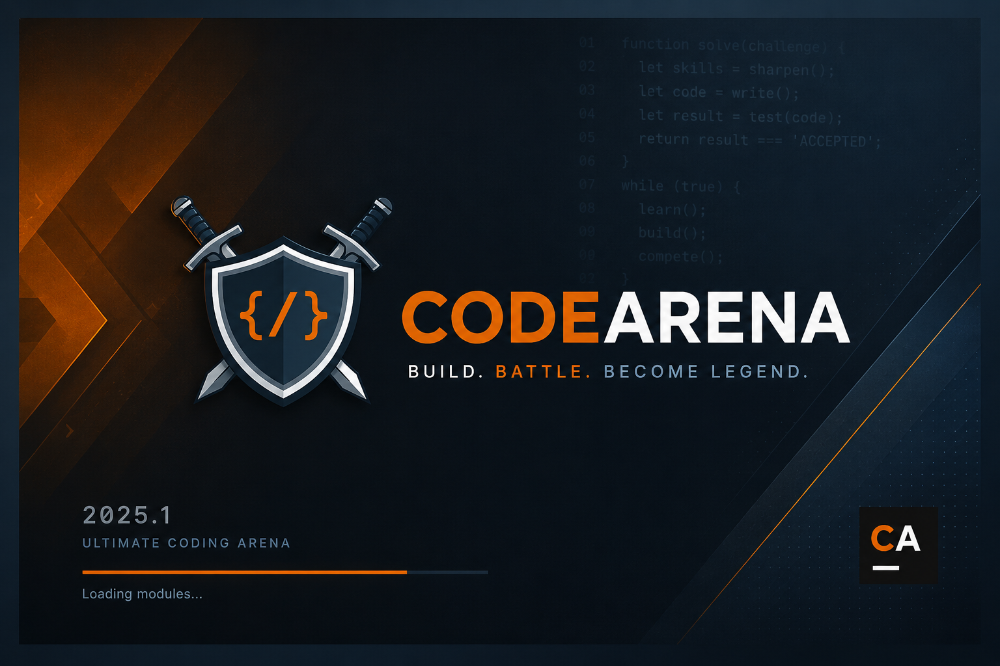 01 function solve(challenge) {
02 let skills = sharpen();
03 let code = write();
04 let result = test(code);
05 return result === 'ACCEPTED';
06 }
07 while (true) {
08 learn();
09 build();
compete();
02 }
{/}
CODEARENA
BUILD. BATTLE. BECOME LEGEND.
2025.1
ULTIMATE CODING ARENA
Loading modules...
CA